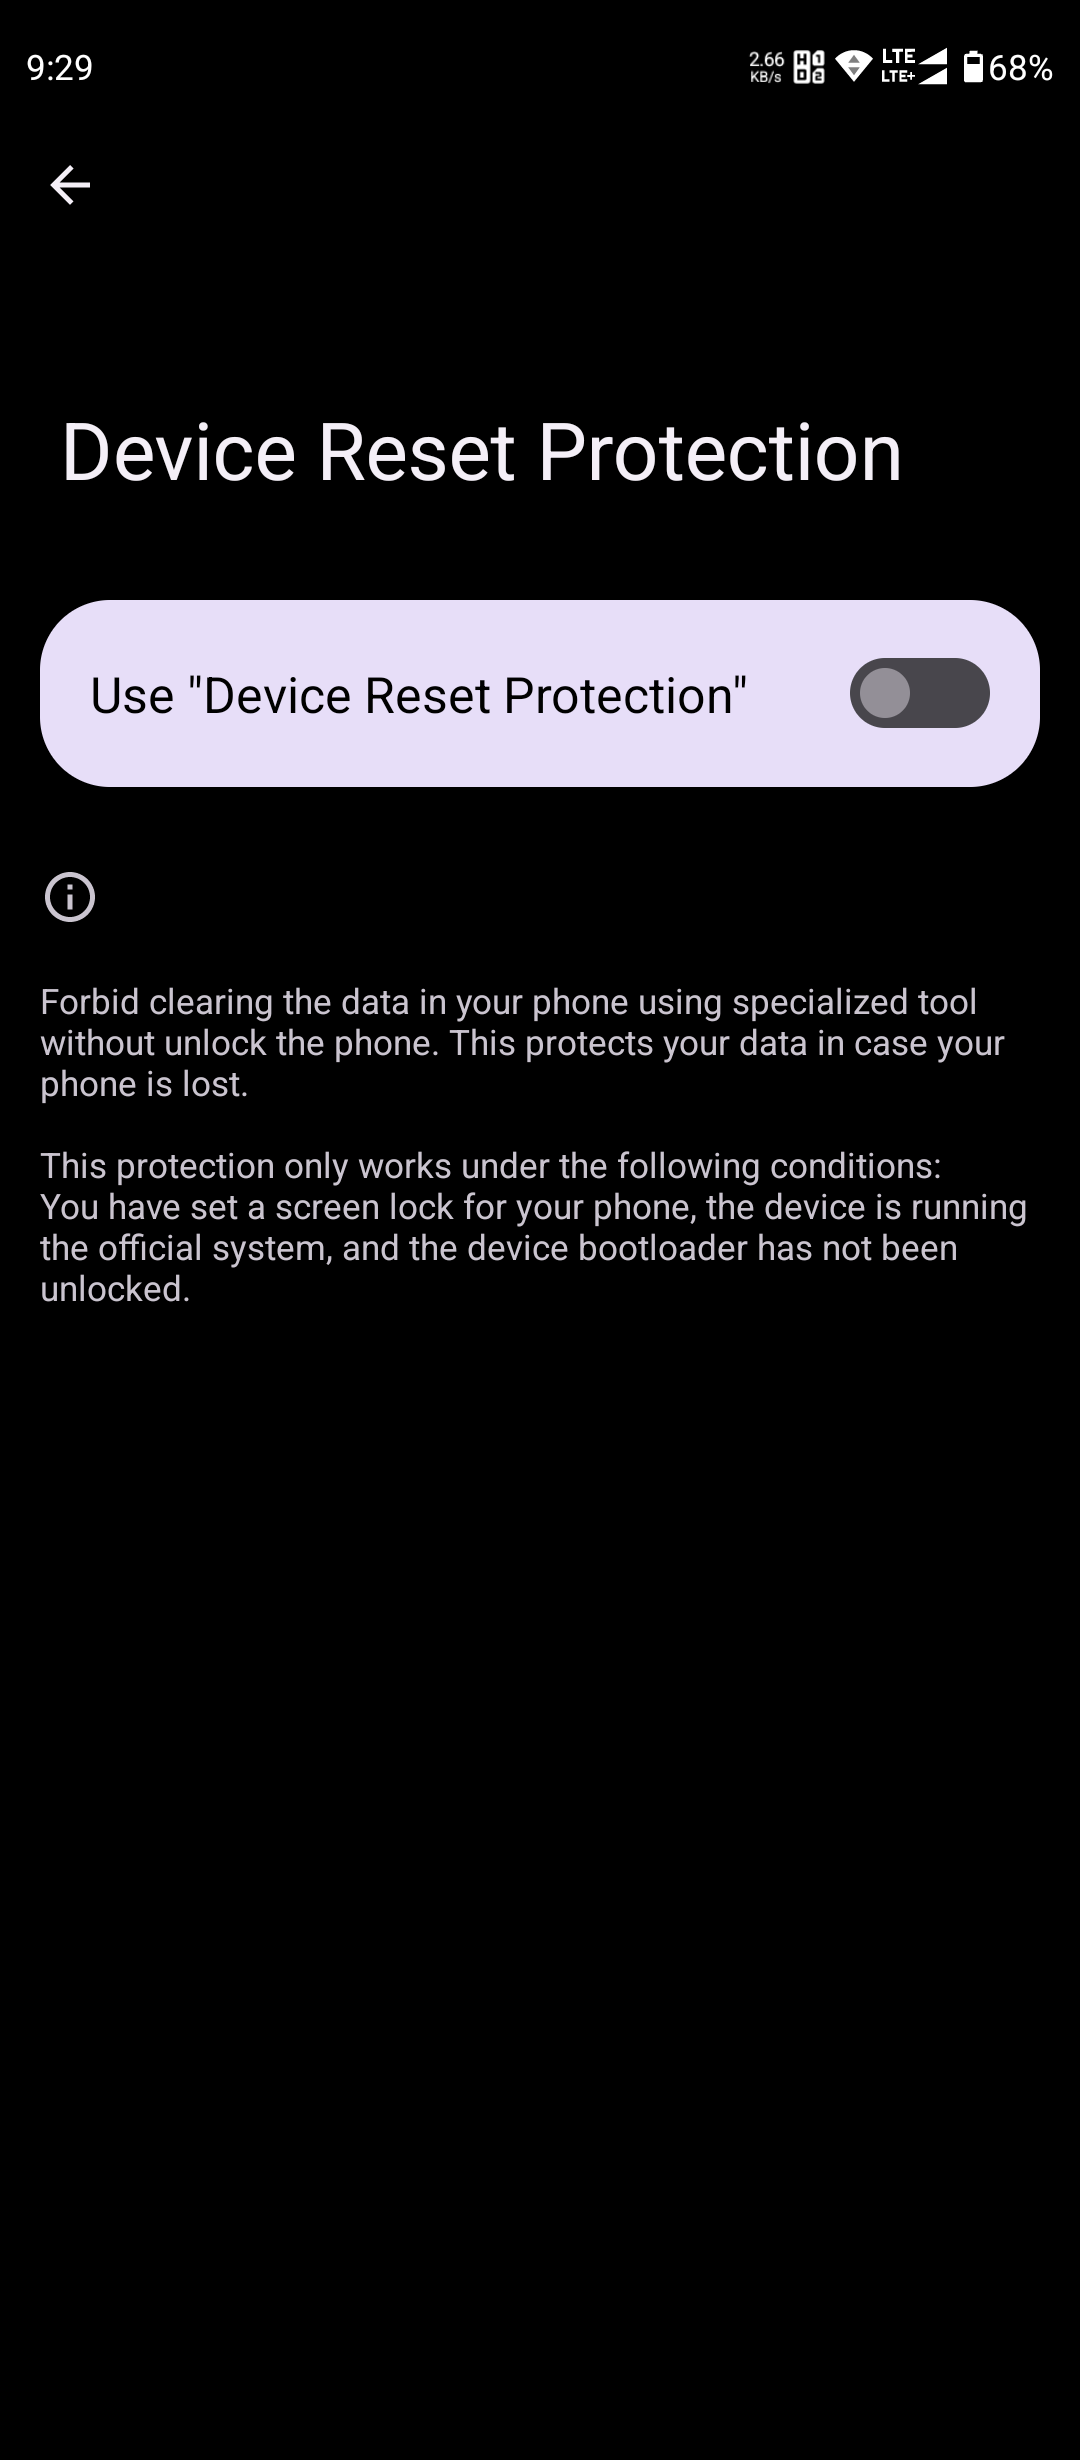 9:29
2.66
KB/s
HD 1 2
LTE
LTE+
68%
Device Reset Protection
Use "Device Reset Protection"
Forbid clearing the data in your phone using specialized tool
without unlock the phone. This protects your data in case your
phone is lost.
This protection only works under the following conditions:
You have set a screen lock for your phone, the device is running
the official system, and the device bootloader has not been
unlocked.